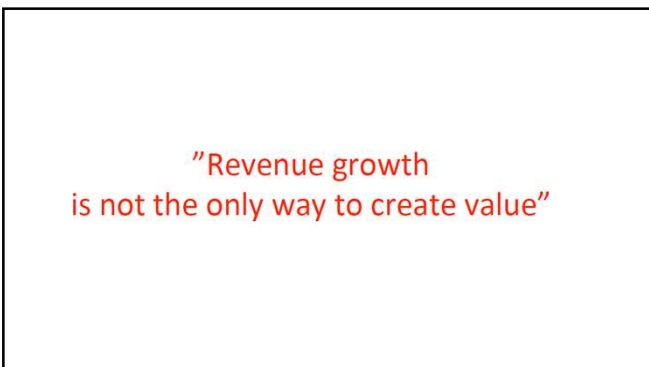 ”Revenue growth
is not the only way to create value”